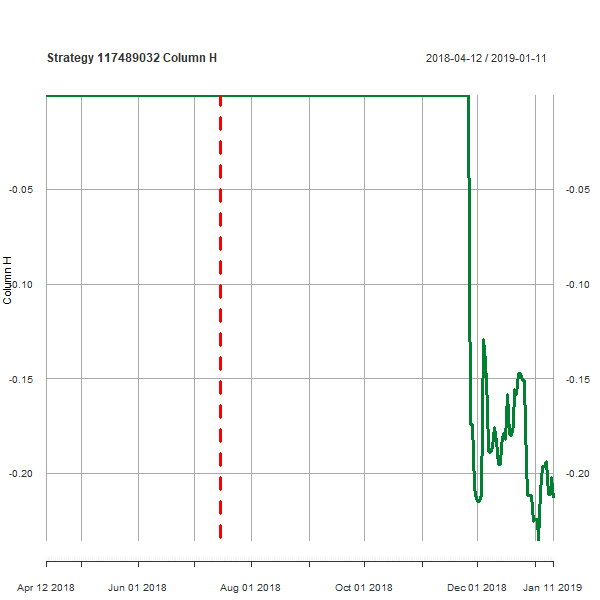 Strategy 117489032 Column H
2018-04-12 / 2019-01-11
-0.05
-0.05
-0.10
-0.10
-0.15
-0.15
-0.20
-0.20
Column H
Apr 12 2018
Jun 01 2018
Aug 01 2018
Oct 01 2018
Dec 01 2018
Jan 11 2019